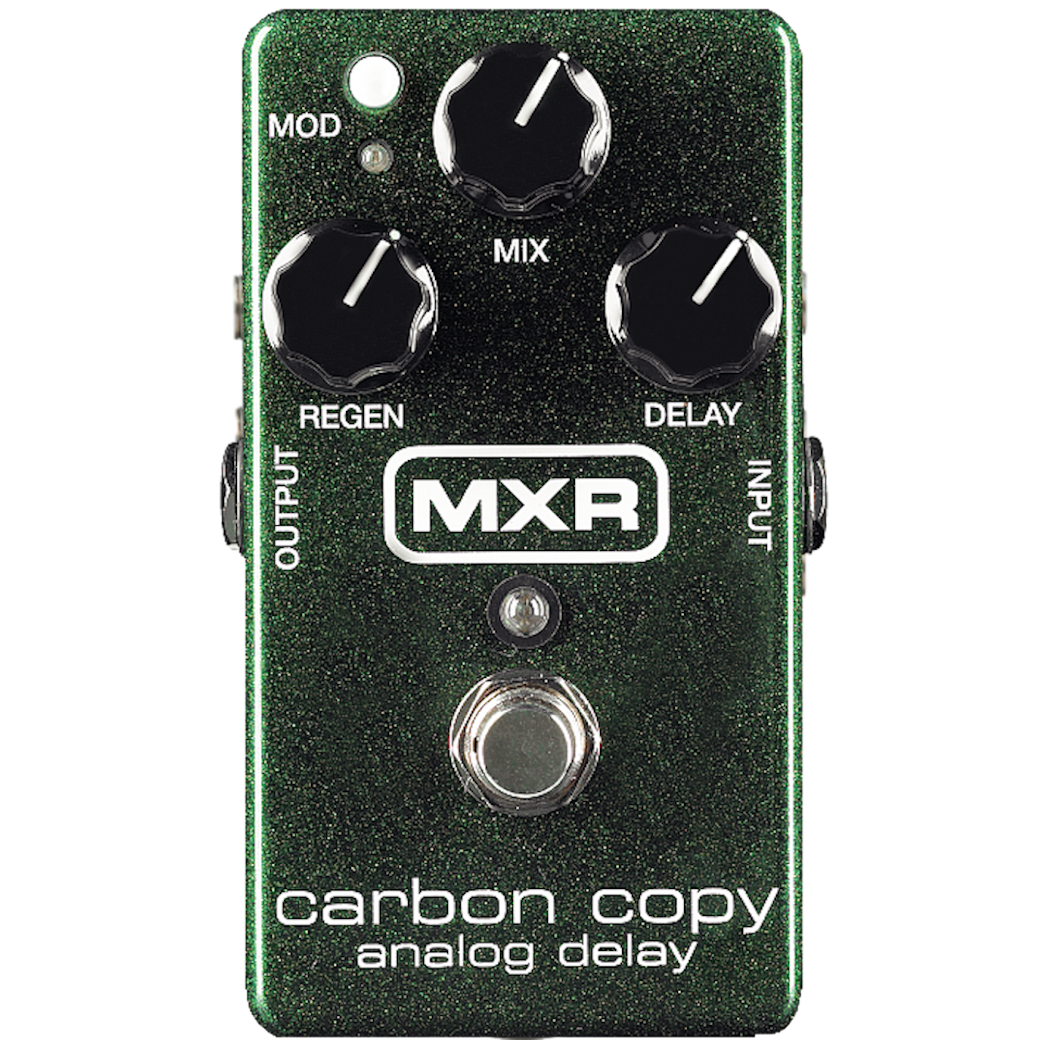 MOD
MIX
REGEN
DELAY
OUTPUT
INPUT
MXR
carbon copy
analog delay